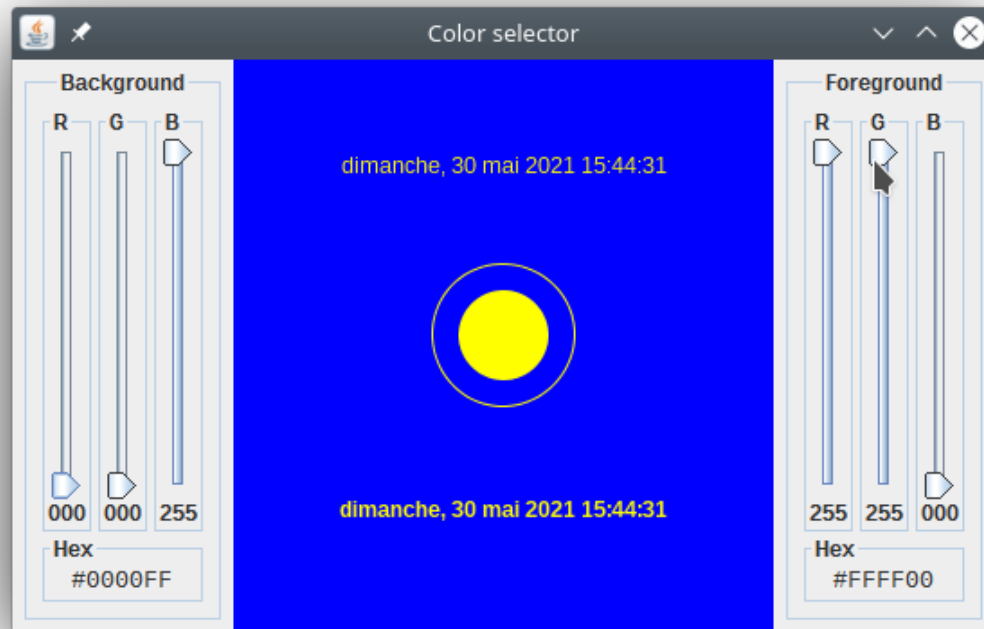 Color selector
Background
R G B
000 000 255
Hex
#0000FF
dimanche, 30 mai 2021 15:44:31
dimanche, 30 mai 2021 15:44:31
Foreground
R G B
255 255 000
Hex
#FFFF00